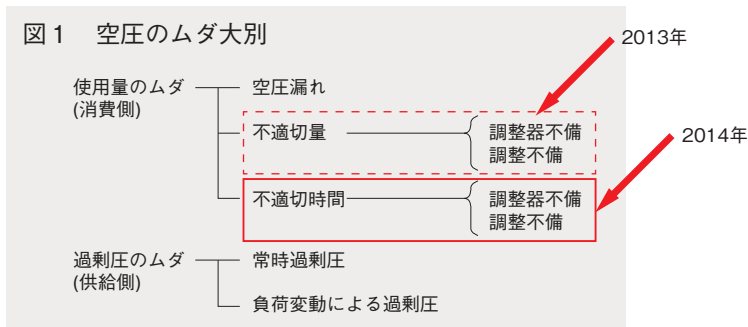 図1 空圧のムダ大別
2013年
使用量のムダ
(消費側)
空圧漏れ
不適切量
調整器不備
調整不備
2014年
不適切時間
調整器不備
調整不備
過剰圧のムダ
(供給側)
常時過剰圧
負荷変動による過剰圧